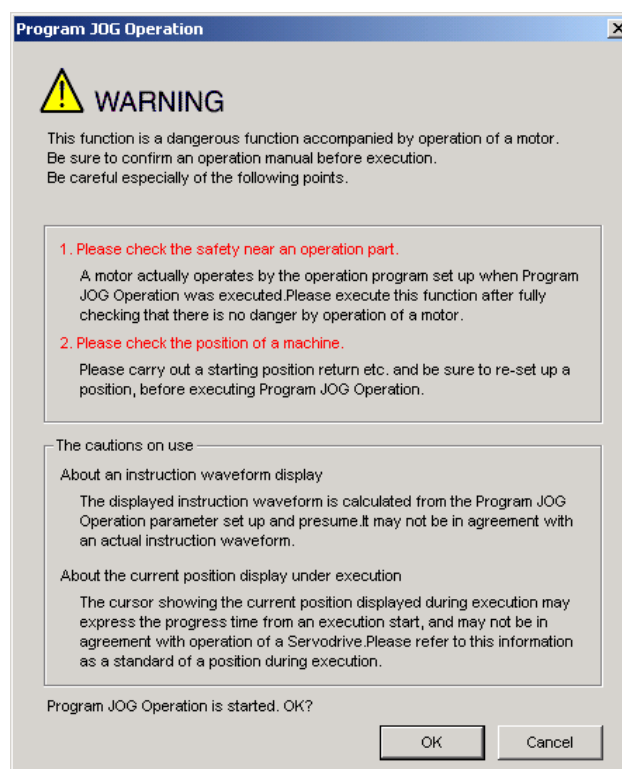 Program JOG Operation
WARNING
This function is a dangerous function accompanied by operation of a motor.
Be sure to confirm an operation manual before execution.
Be careful especially of the following points.
1. Please check the safety near an operation part.
A motor actually operates by the operation program set up when Program
JOG Operation was executed.Please execute this function after fully
checking that there is no danger by operation of a motor.
2. Please check the position of a machine.
Please carry out a starting position return etc. and be sure to re-set up a
position, before executing Program JOG Operation.
The cautions on use
About an instruction waveform display
The displayed instruction waveform is calculated from the Program JOG
Operation parameter set up and presume.It may not be in agreement with
an actual instruction waveform.
About the current position display under execution
The cursor showing the current position displayed during execution may
express the progress time from an execution start, and may not be in
agreement with operation of a Servodrive.Please refer to this information
as a standard of a position during execution.
Program JOG Operation is started. OK?
OK Cancel